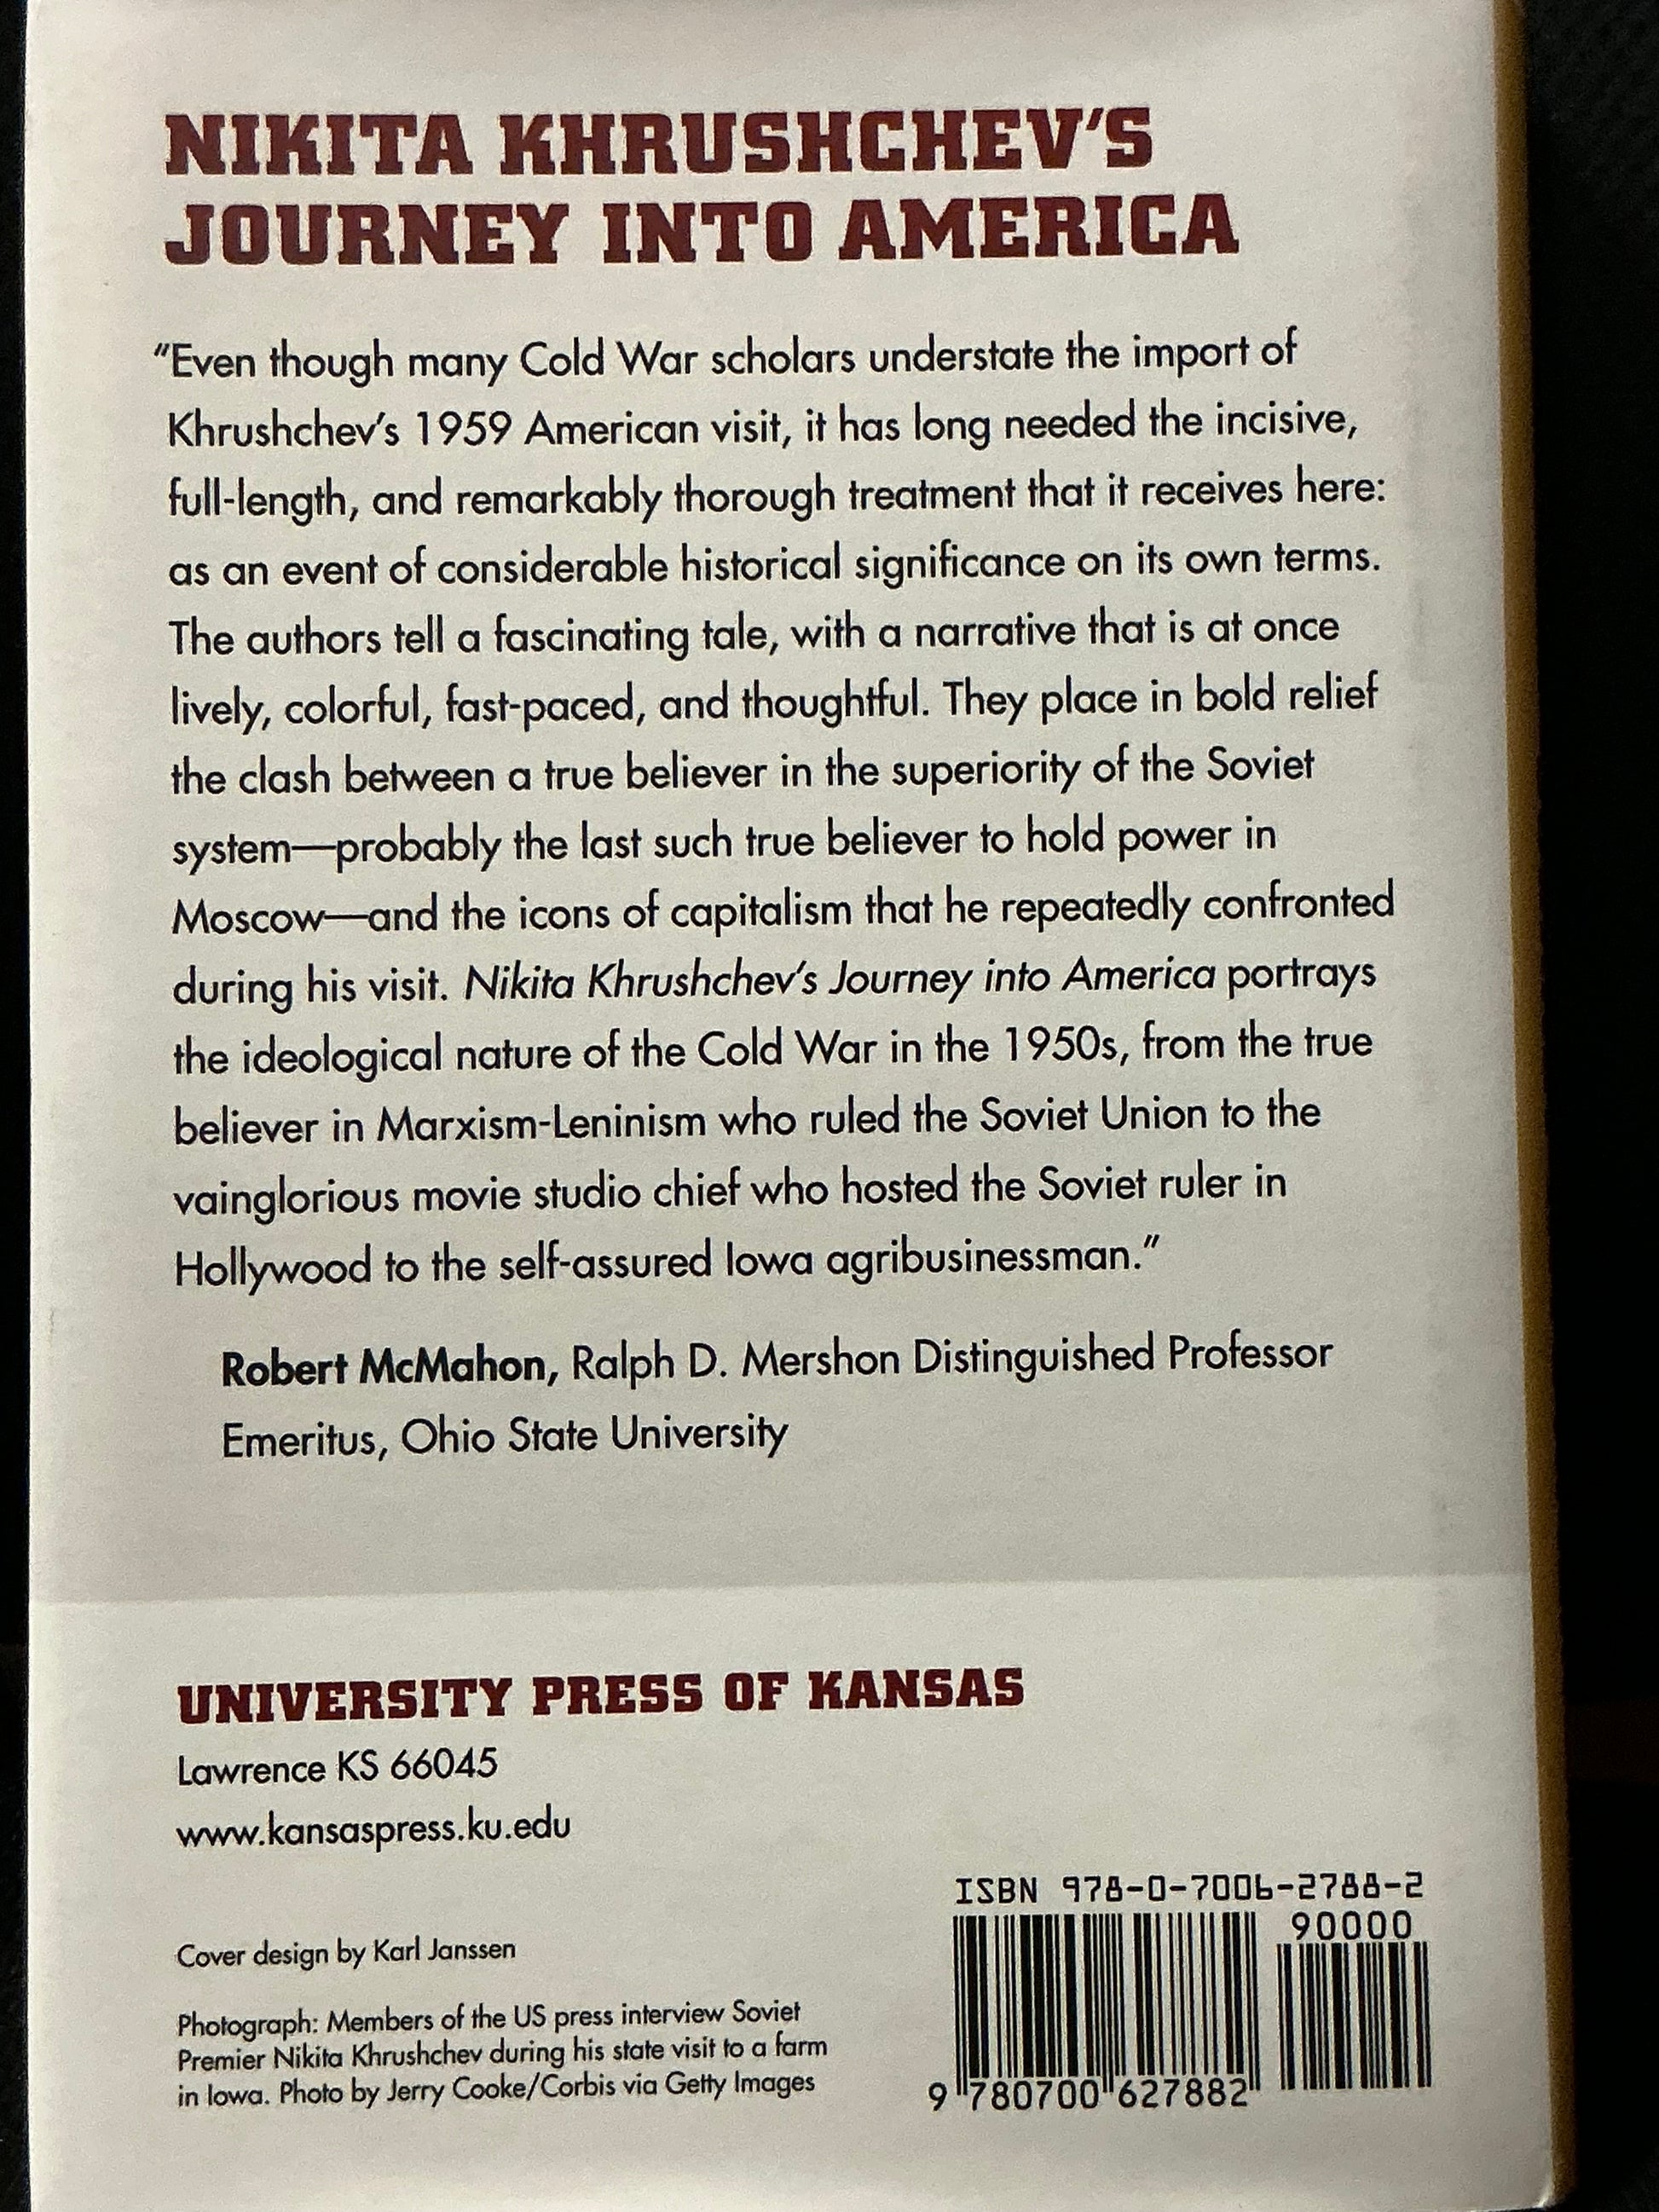 NIKITA KHRUSHCHEV’S
JOURNEY INTO AMERICA
“Even though many Cold War scholars understate the import of
Khrushchev’s 1959 American visit, it has long needed the incisive,
full-length, and remarkably thorough treatment that it receives here:
as an event of considerable historical significance on its own terms.
The authors tell a fascinating tale, with a narrative that is at once
lively, colorful, fast-paced, and thoughtful. They place in bold relief
the clash between a true believer in the superiority of the Soviet
system—probably the last such true believer to hold power in
Moscow—and the icons of capitalism that he repeatedly confronted
during his visit. Nikita Khrushchev’s Journey into America portrays
the ideological nature of the Cold War in the 1950s, from the true
believer in Marxism-Leninism who ruled the Soviet Union to the
vainglorious movie studio chief who hosted the Soviet ruler in
Hollywood to the self-assured Iowa agribusinessman.”
Robert McMahon, Ralph D. Mershon Distinguished Professor
Emeritus, Ohio State University
UNIVERSITY PRESS OF KANSAS
Lawrence KS 66045
www.kansaspress.ku.edu
Cover design by Karl Janssen
Photograph: Members of the US press interview Soviet
Premier Nikita Khrushchev during his state visit to a farm
in Iowa. Photo by Jerry Cooke/Corbis via Getty Images
ISBN 978-0-7006-2788-2
90000
9 780700 627882